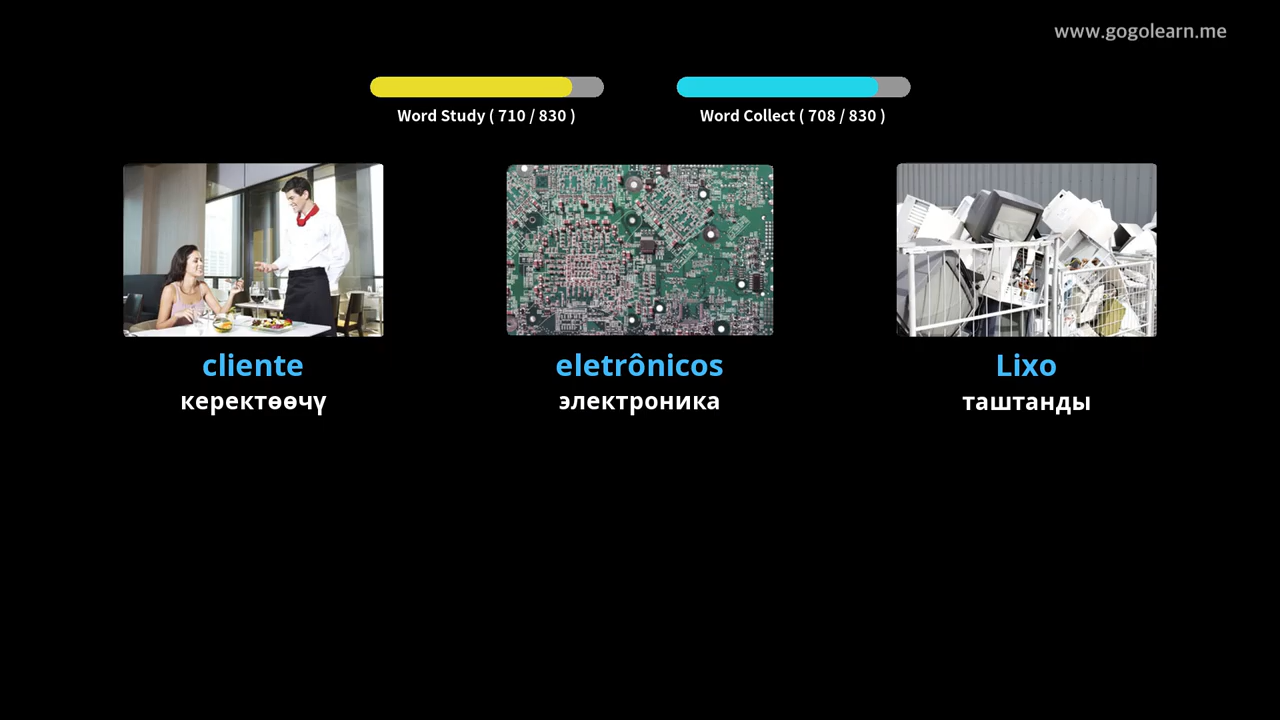 www.gogolearn.me
Word Study ( 710 / 830 )
Word Collect ( 708 / 830 )
cliente
керектөөчү
eletrônicos
электроника
Lixo
таштанды